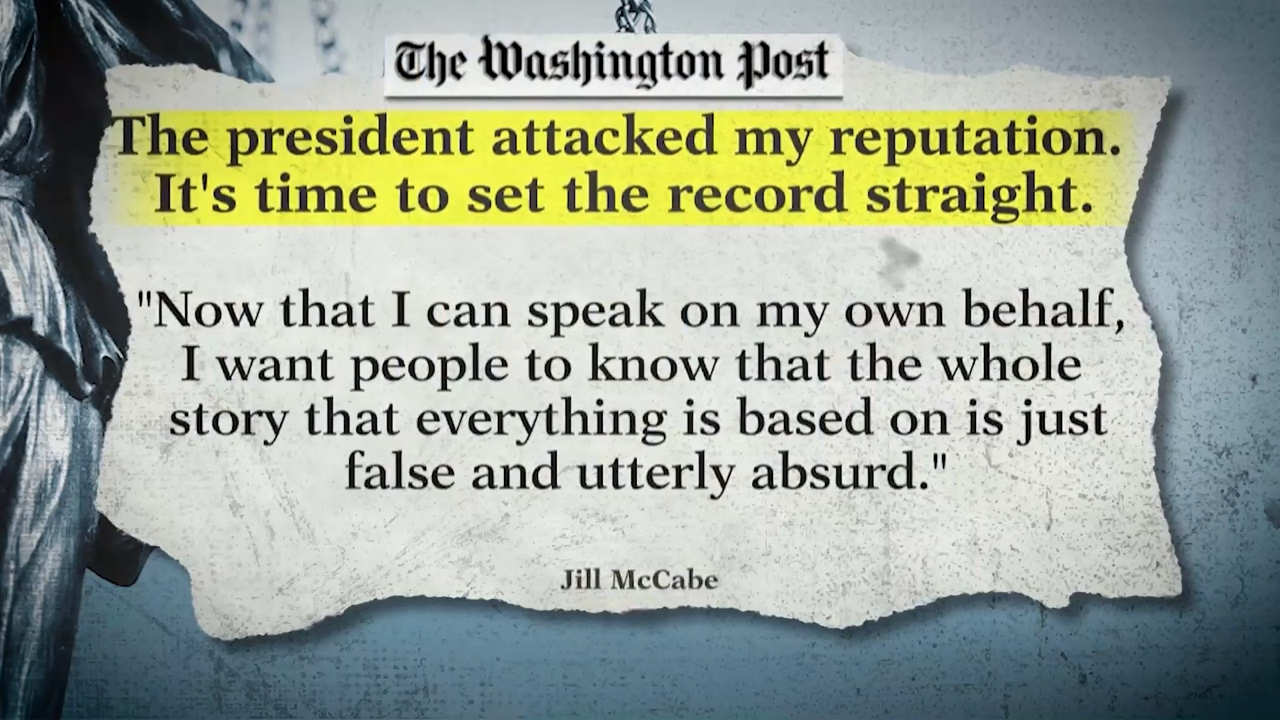 The Washington Post
The president attacked my reputation.
It's time to set the record straight.
"Now that I can speak on my own behalf,
I want people to know that the whole
story that everything is based on is just
false and utterly absurd."
Jill McCabe